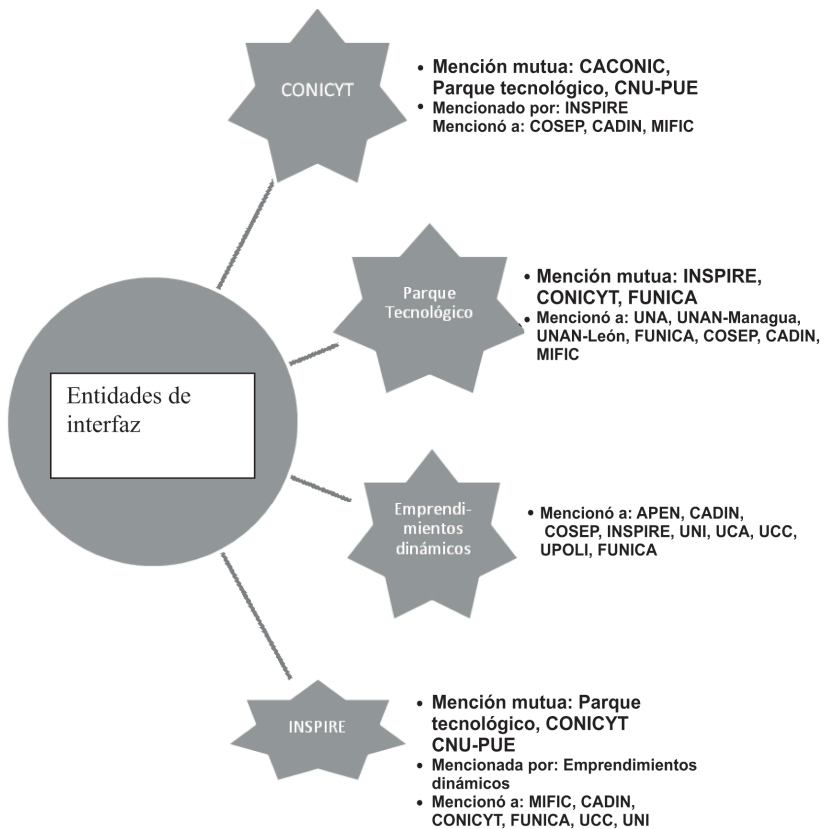 CONICYT
• Mención mutua: CACONIC,
Parque tecnológico, CNU-PUE
• Mencionado por: INSPIRE
Mencionó a: COSEP, CADIN, MIFIC
Parque
Tecnológico
• Mención mutua: INSPIRE,
CONICYT, FUNICA
• Mencionó a: UNA, UNAN-Managua,
UNAN-León, FUNICA, COSEP, CADIN,
MIFIC
Entidades de
interfaz
Emprendi-
mientos
dinámicos
• Mencionó a: APEN, CADIN,
COSEP, INSPIRE, UNI, UCA, UCC,
UPOLI, FUNICA
INSPIRE
• Mención mutua: Parque
tecnológico, CONICYT
CNU-PUE
• Mencionada por: Emprendimientos
dinámicos
• Mencionó a: MIFIC, CADIN,
CONICYT, FUNICA, UCC, UNI